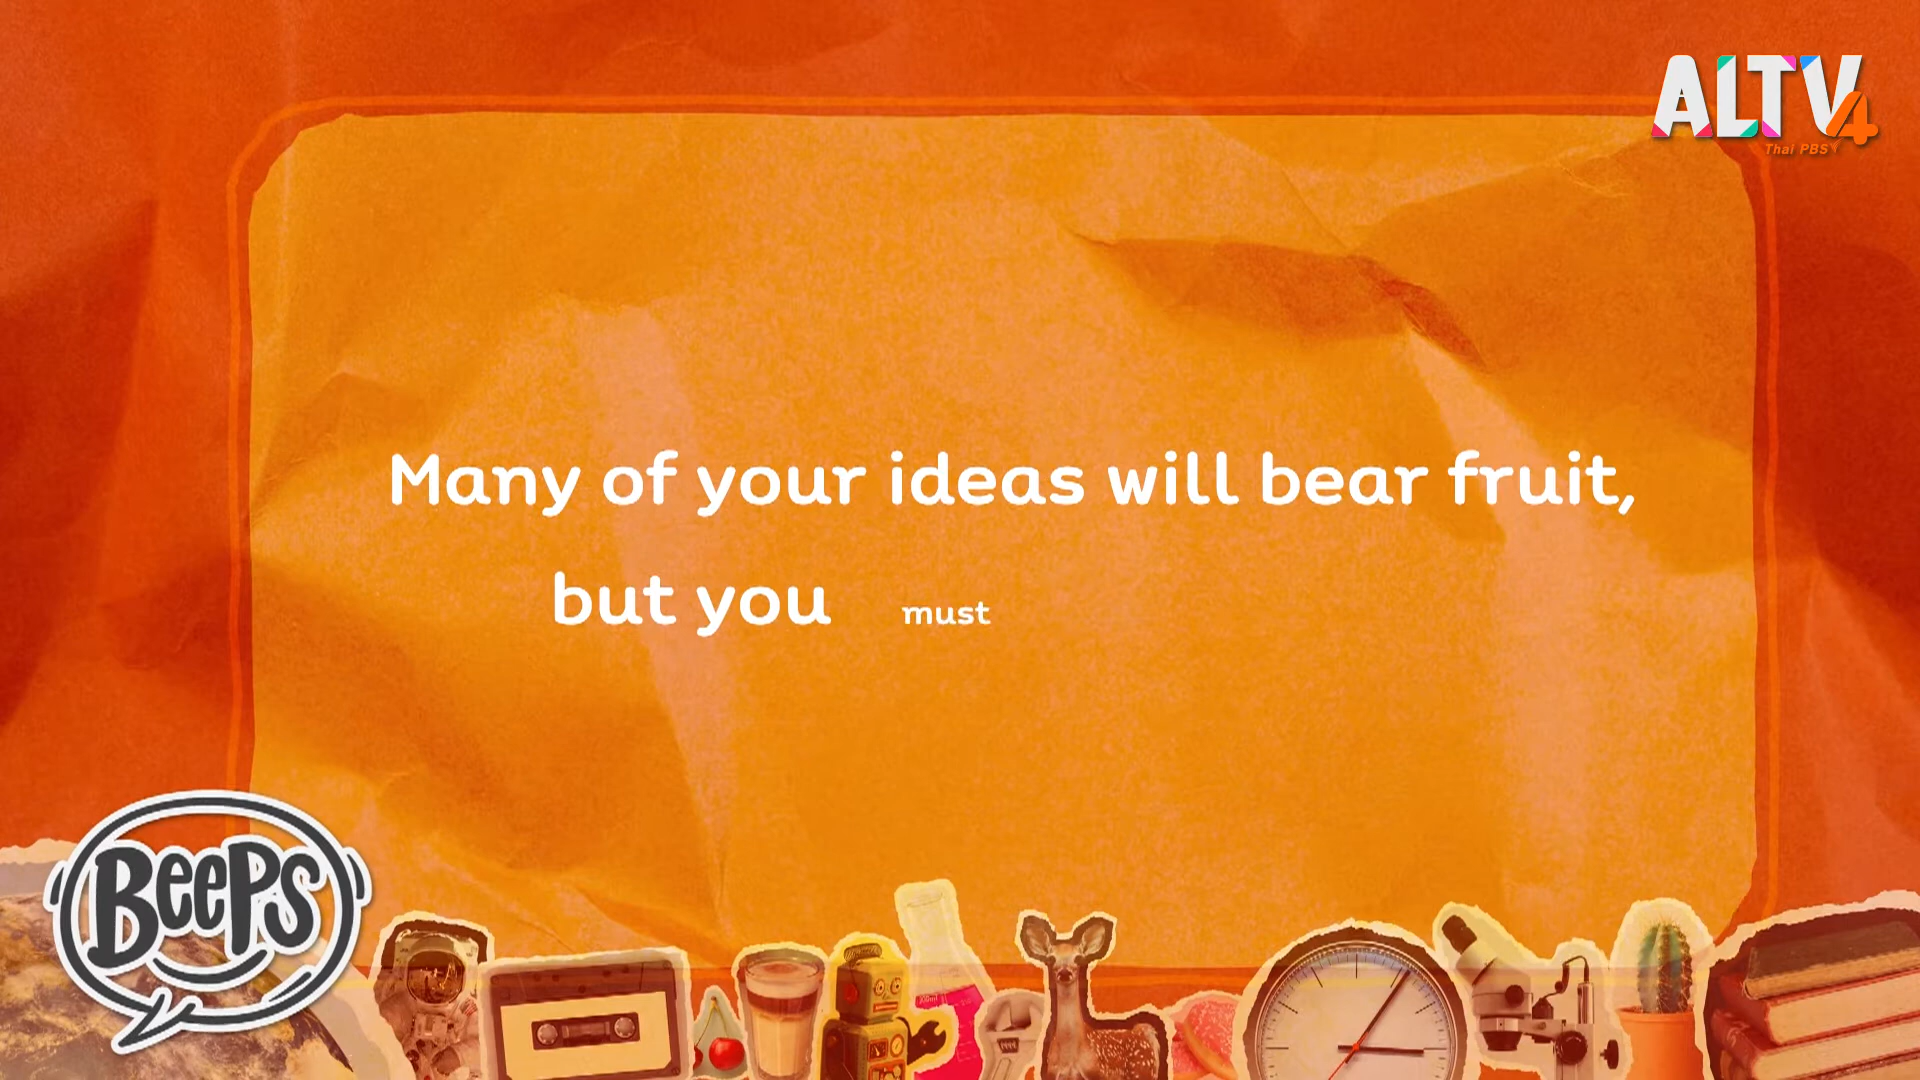 ALTV4
Thai PBS
Many of your ideas will bear fruit,
but you must
BeePS